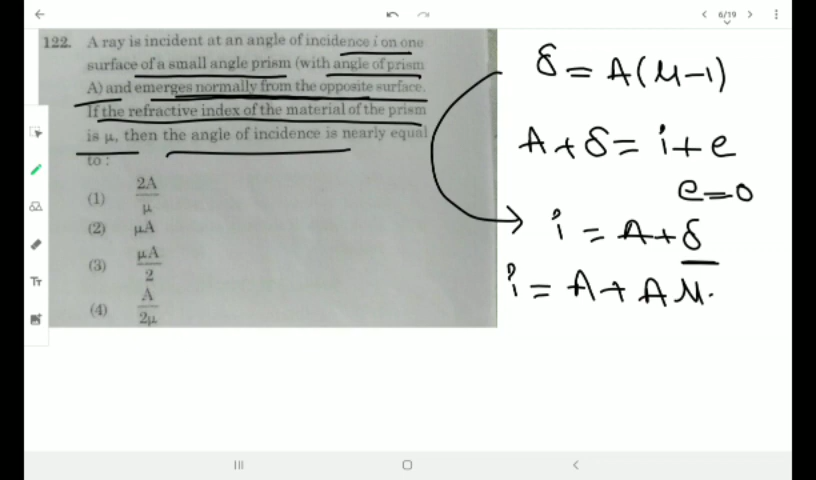 6/19
122. A ray is incident at an angle of incidence i on one
surface of a small angle prism (with angle of prism
A) and emerges normally from the opposite surface.
If the refractive index of the material of the prism
is μ, then the angle of incidence is nearly equal
to :
(1) 2A/μ
(2) μA
(3) μA/2
(4) A/2μ
δ = A(μ-1)
A+δ = i+e
e=0
i = A+δ
i = A+Aμ.
Tт